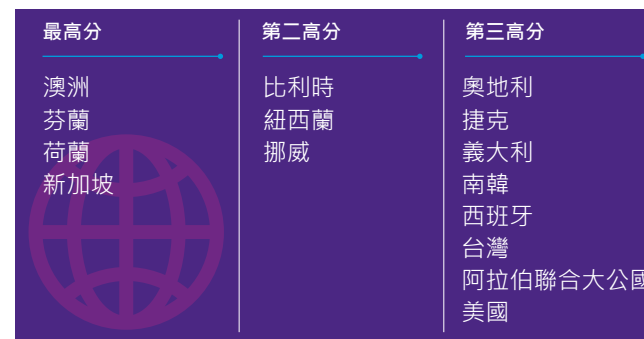 最高分
澳洲
芬蘭
荷蘭
新加坡
第二高分
比利時
紐西蘭
挪威
第三高分
奧地利
捷克
義大利
南韓
西班牙
台灣
阿拉伯聯合大公國
美國